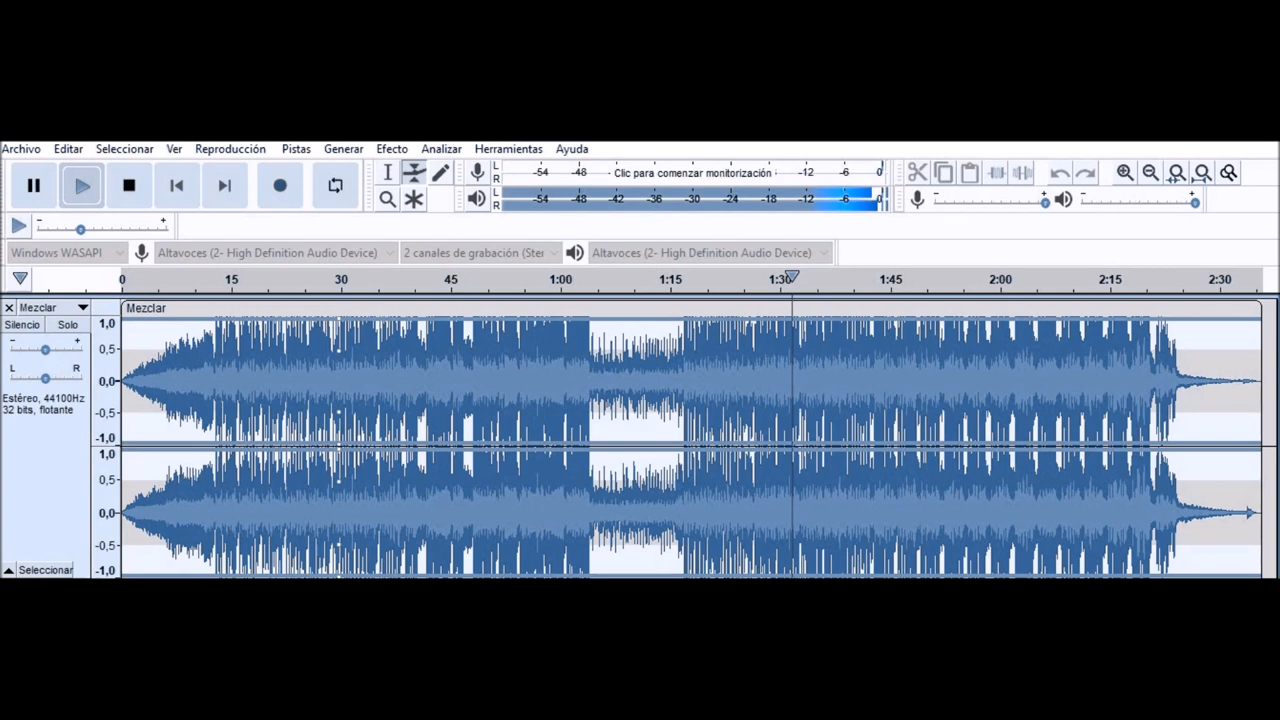 Archivo Editar Seleccionar Ver Reproducción Pistas Generar Efecto Analizar Herramientas Ayuda
L R -54 -48 Clic para comenzar monitorización -12 -6 0
L R -54 -48 -42 -36 -30 -24 -18 -12 -6 0
- +
- +
- +
Windows WASAPI Altavoces (2- High Definition Audio Device) 2 canales de grabación (Ster Altavoces (2- High Definition Audio Device)
0 15 30 45 1:00 1:15 1:30 1:45 2:00 2:15 2:30
Mezclar Mezclar
Silencio Solo
- +
L R
Estéreo, 44100Hz
32 bits, flotante
1,0
0,5
0,0
-0,5
-1,0
1,0
0,5
0,0
-0,5
-1,0
Seleccionar